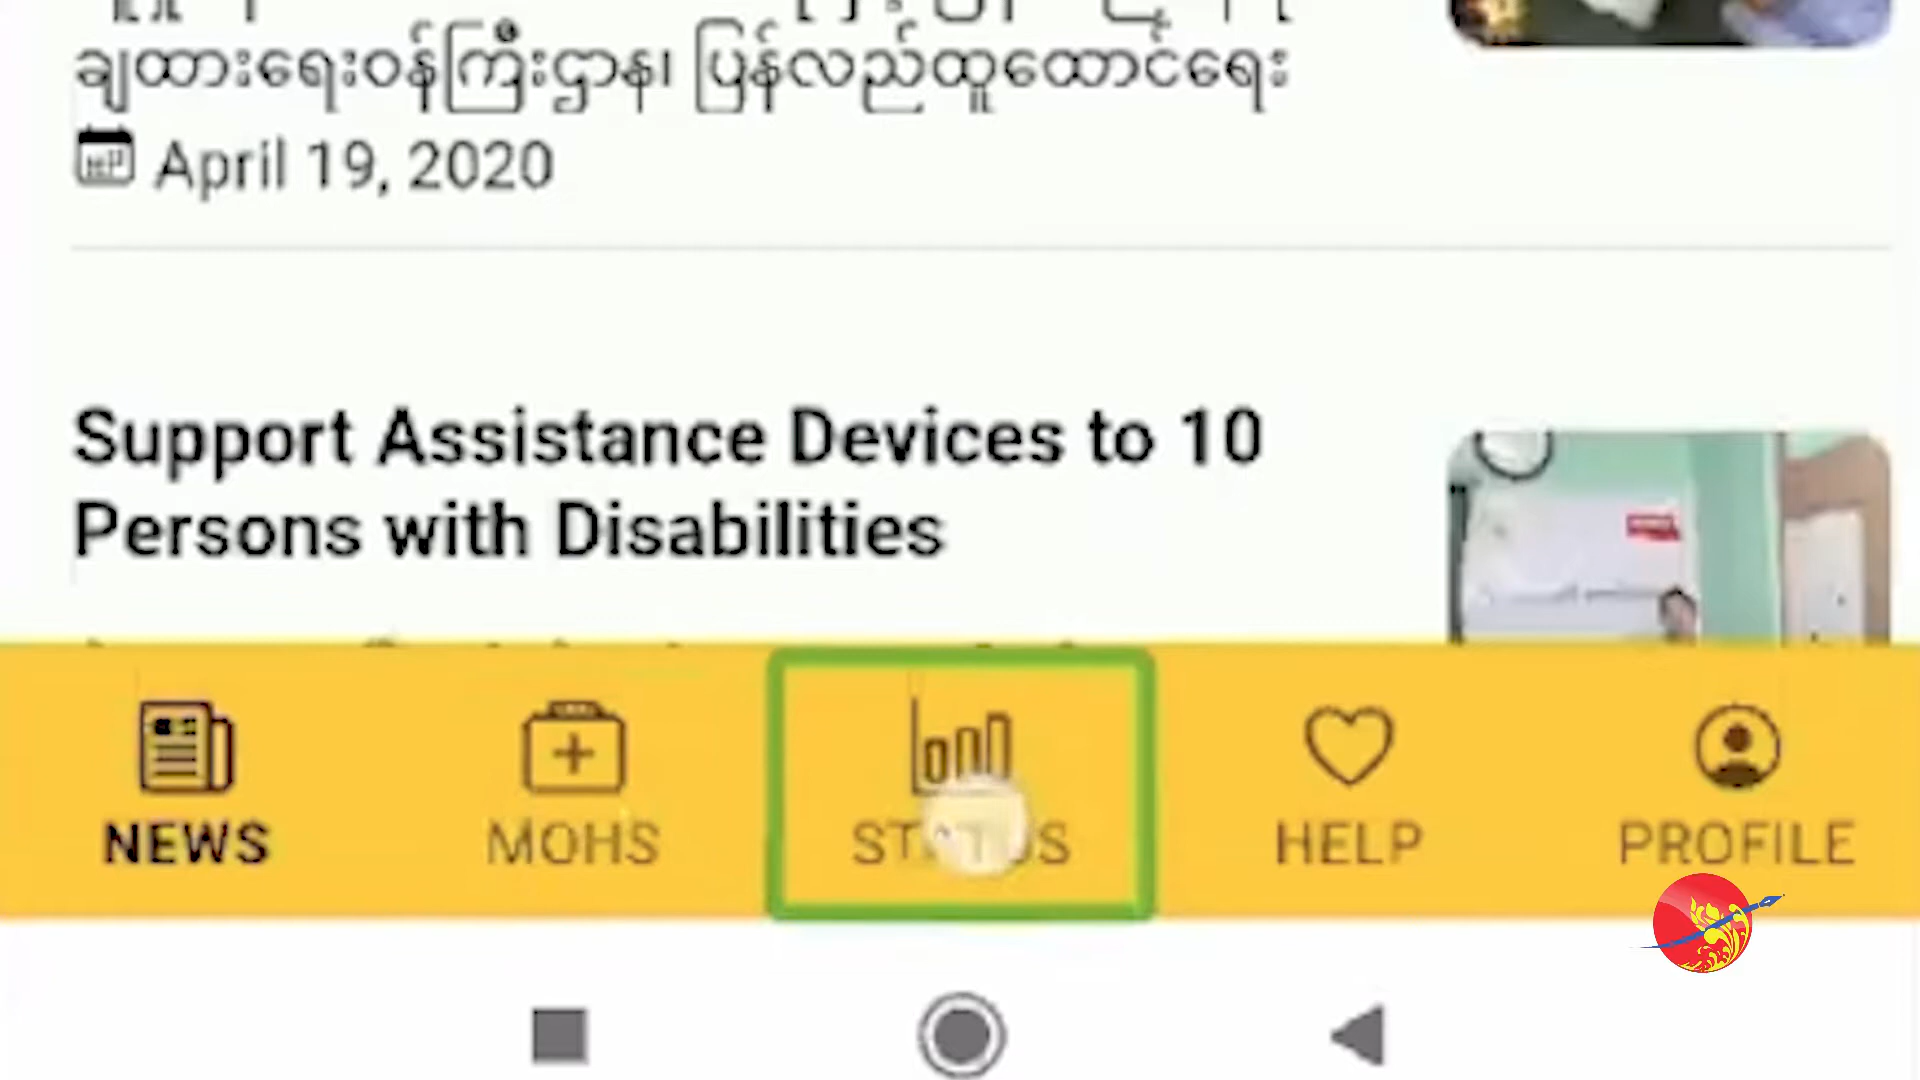 ချထားရေးဝန်ကြီးဌာန၊ ပြန်လည်ထူထောင်ရေး
April 19, 2020
Support Assistance Devices to 10
Persons with Disabilities
NEWS
MOHS
STATUS
HELP
PROFILE